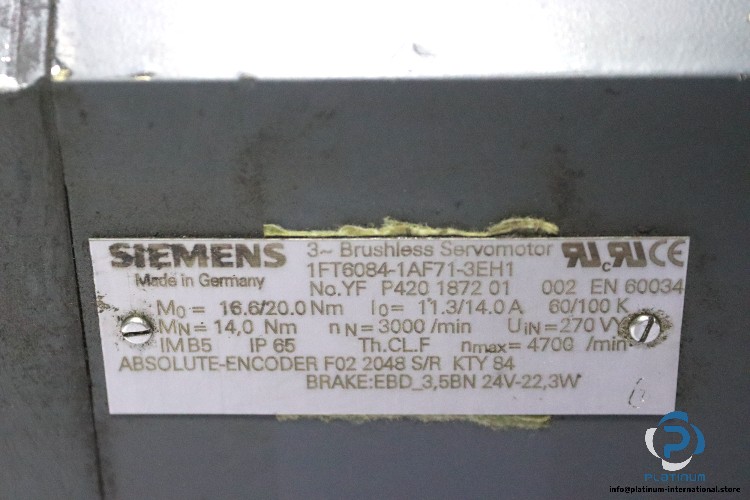 SIEMENS 3~ Brushless Servomotor
Made in Germany 1FT6084-1AF71-3EH1
No.YF P420 1872 01 002 EN 60034
M0 = 16.6/20.0 Nm I0 = 11.3/14.0 A 60/100 K
MN = 14,0 Nm nN = 3000 /min UIN = 270 V
IM B5 IP 65 Th.CL.F nmax = 4700 /min
ABSOLUTE-ENCODER F02 2048 S/R KTY 84
BRAKE:EBD_3,5BN 24V-22,3W
PLATINUM
info@platinum-international.store